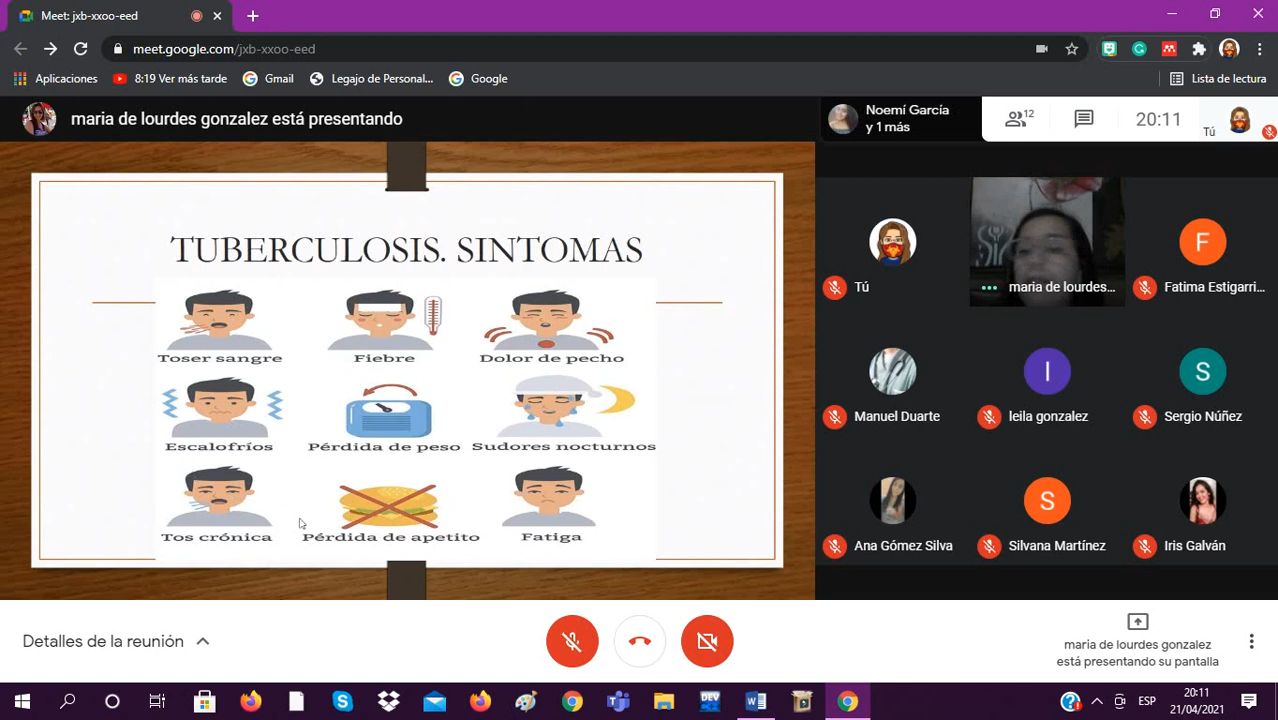 Meet: jxb-xxoo-eed
meet.google.com/jxb-xxoo-eed
Aplicaciones
8:19 Ver más tarde
Gmail
Legajo de Personal...
Google
Lista de lectura
maria de lourdes gonzalez está presentando
Noemí García
y 1 más
12
20:11
Tú
TUBERCULOSIS. SINTOMAS
Toser sangre
Fiebre
Dolor de pecho
Escalofríos
Pérdida de peso
Sudores nocturnos
Tos crónica
Pérdida de apetito
Fatiga
Tú
maria de lourdes...
F
Fatima Estigarri...
Manuel Duarte
I
leila gonzalez
S
Sergio Núñez
Ana Gómez Silva
S
Silvana Martínez
Iris Galván
Detalles de la reunión
maria de lourdes gonzalez
está presentando su pantalla
DEV
ESP
20:11
21/04/2021